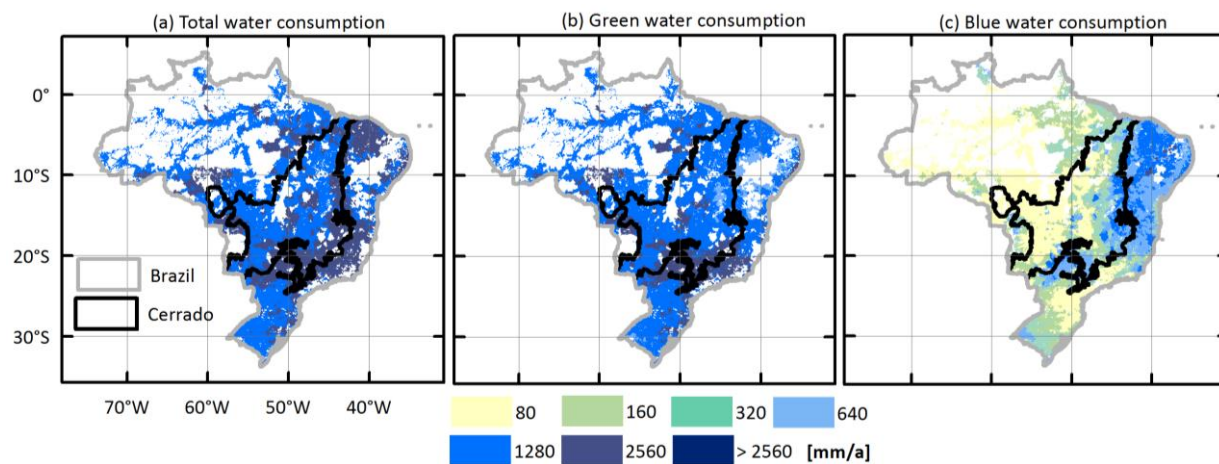 (a) Total water consumption
(b) Green water consumption
(c) Blue water consumption
0°
10°S
20°S
30°S
Brazil
Cerrado
70°W 60°W 50°W 40°W
80 160 320 640
1280 2560 > 2560 [mm/a]